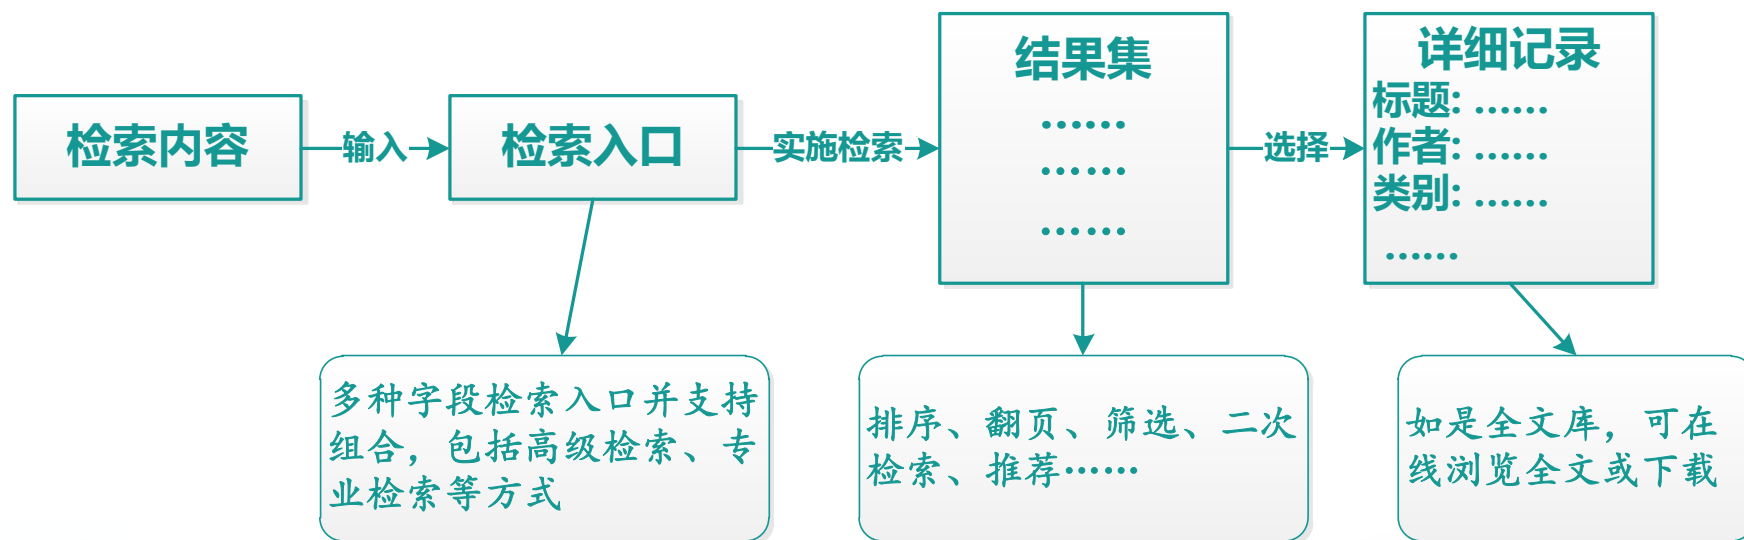 检索内容
输入
检索入口
实施检索
结果集
……
……
……
选择
详细记录
标题: ……
作者: ……
类别: ……
……
多种字段检索入口并支持
组合，包括高级检索、专
业检索等方式
排序、翻页、筛选、二次
检索、推荐……
如是全文库，可在
线浏览全文或下载